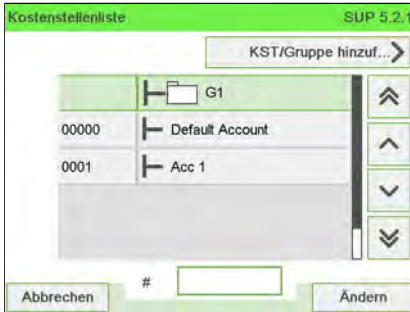 Kostenstellenliste SUP 5.2.1
KST/Gruppe hinzuf...
G1
00000 Default Account
0001 Acc 1
#
Abbrechen Ändern